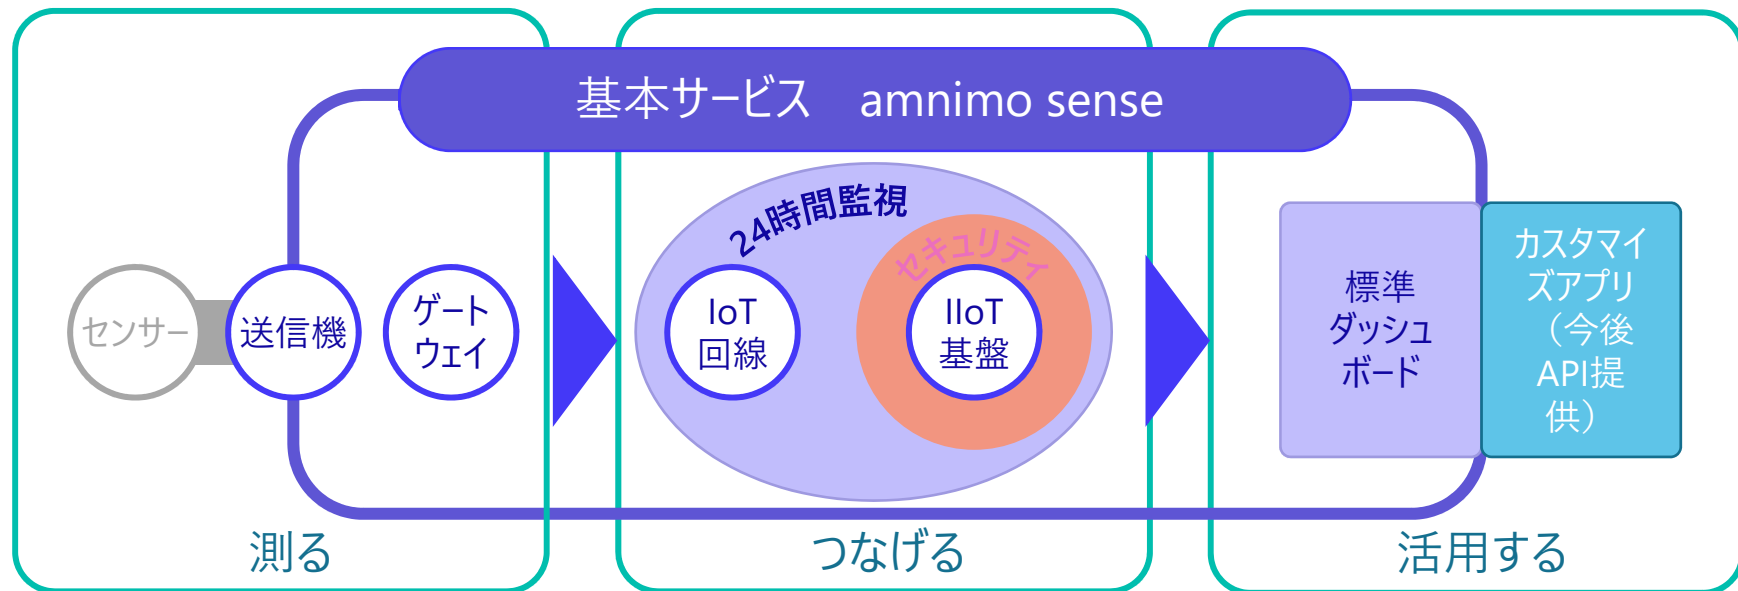 基本サービス　amnimo sense
24時間監視
セキュリティ
センサー
送信機
ゲート
ウェイ
IoT
回線
IIoT
基盤
標準
ダッシュ
ボード
カスタマイ
ズアプリ
（今後
API提
供）
測る
つなげる
活用する